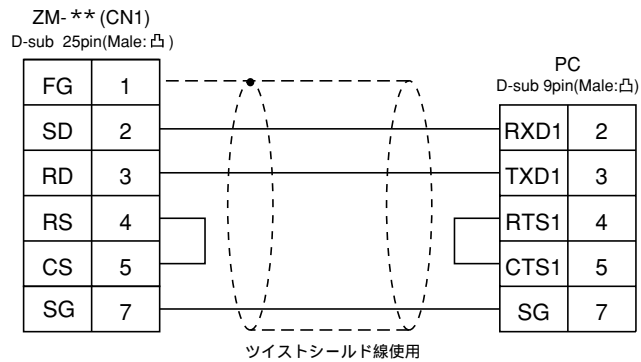 ZM-**(CN1)
D-sub 25pin(Male:凸)
FG 1
SD 2
RD 3
RS 4
CS 5
SG 7
PC
D-sub 9pin(Male:凸)
RXD1 2
TXD1 3
RTS1 4
CTS1 5
SG 7
ツイストシールド線使用